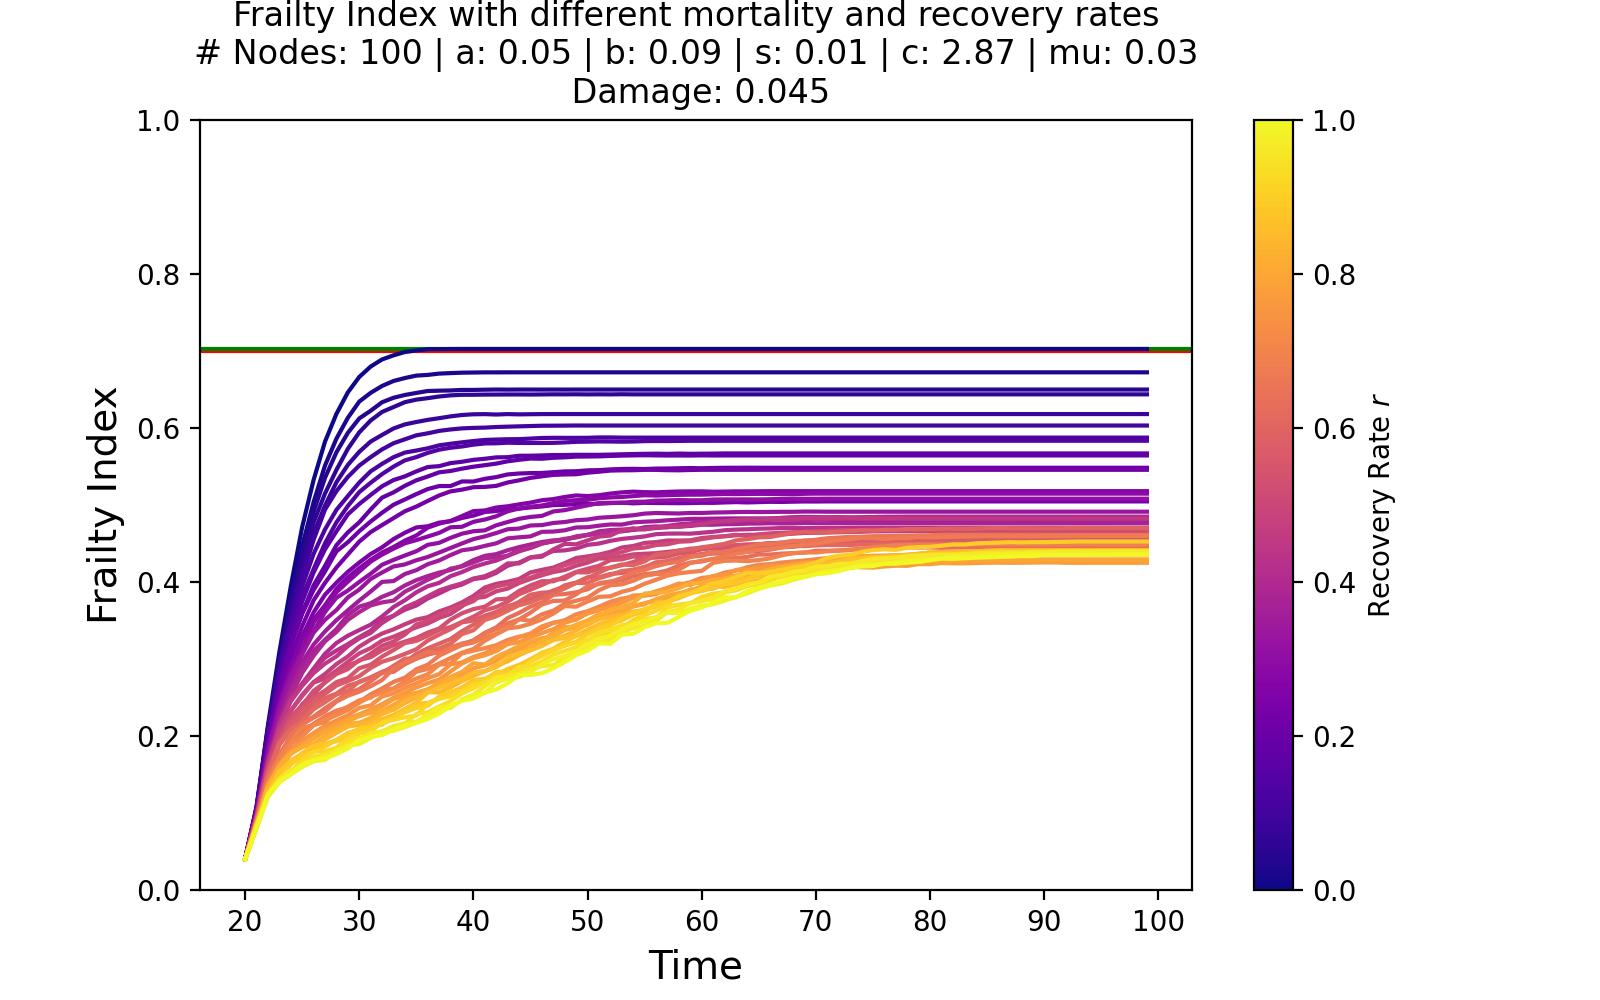 Frailty Index with different mortality and recovery rates
# Nodes: 100 | a: 0.05 | b: 0.09 | s: 0.01 | c: 2.87 | mu: 0.03
Damage: 0.045
1.0
0.8
0.6
0.4
0.2
0.0
Frailty Index
20 30 40 50 60 70 80 90 100
Time
1.0
0.8
0.6
0.4
0.2
0.0
Recovery Rate r